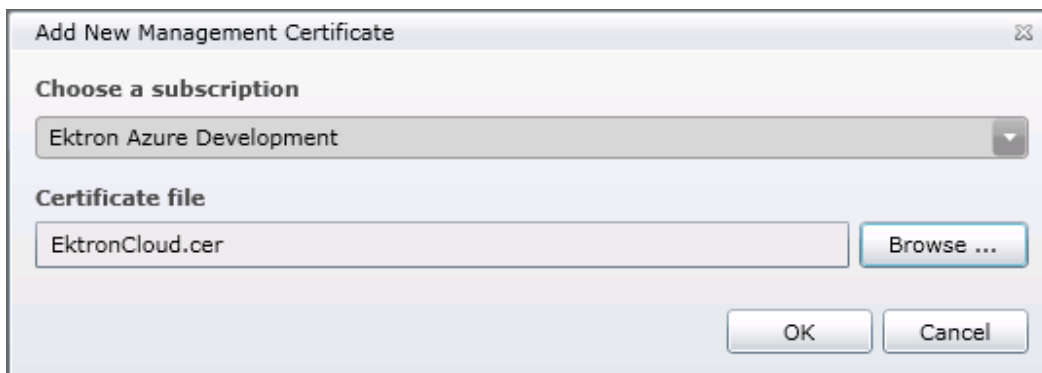 Add New Management Certificate
Choose a subscription
Ektron Azure Development
Certificate file
EktronCloud.cer
Browse ...
OK
Cancel